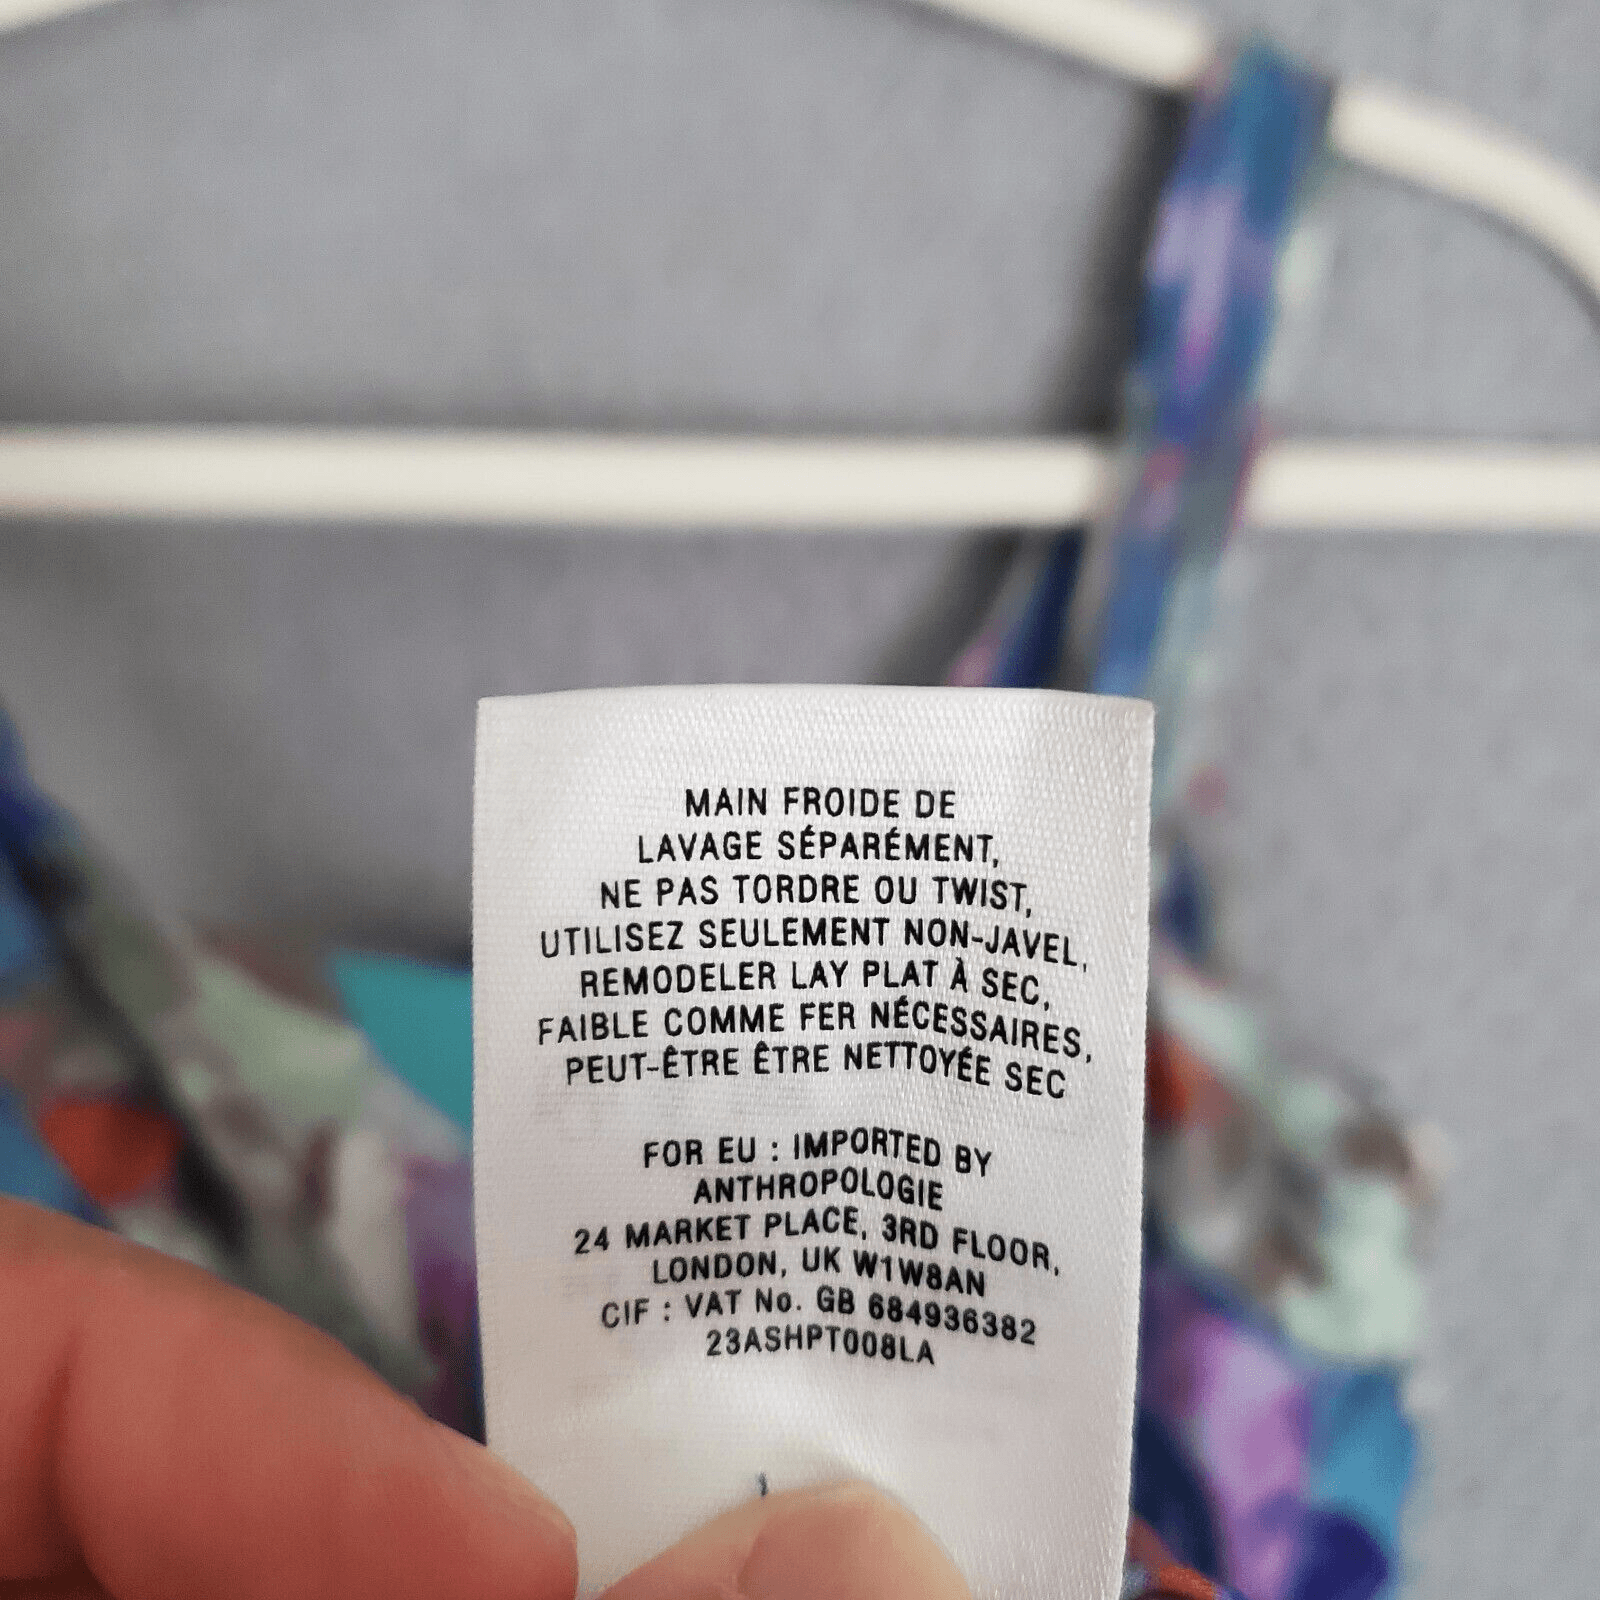 MAIN FROIDE DE
LAVAGE SÉPARÉMENT,
NE PAS TORDRE OU TWIST,
UTILISEZ SEULEMENT NON-JAVEL,
REMODELER LAY PLAT À SEC,
FAIBLE COMME FER NÉCESSAIRES,
PEUT-ÊTRE ÊTRE NETTOYÉE SEC
FOR EU : IMPORTED BY
ANTHROPOLOGIE
24 MARKET PLACE, 3RD FLOOR,
LONDON, UK W1W8AN
CIF : VAT No. GB 684936382
23ASHPT008LA